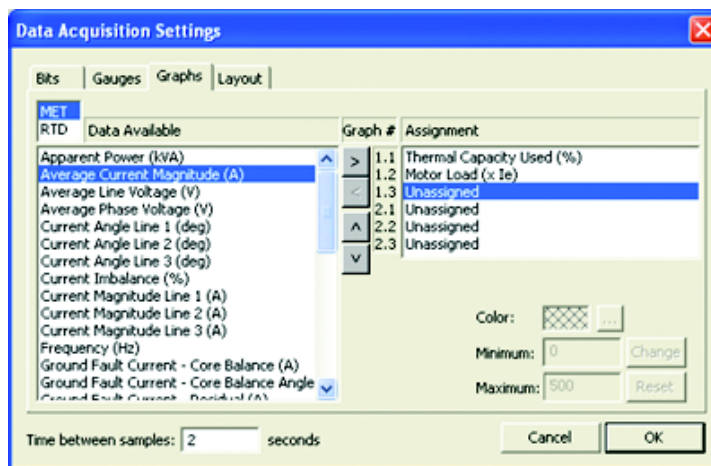 Data Acquisition Settings
Bits Gauges Graphs Layout
MET
RTD Data Available Graph # Assignment
Apparent Power (kVA) > 1.1 Thermal Capacity Used (%)
Average Current Magnitude (A) 1.2 Motor Load (x Ie)
Average Line Voltage (V) < 1.3 Unassigned
Average Phase Voltage (V) 2.1 Unassigned
Current Angle Line 1 (deg) 2.2 Unassigned
Current Angle Line 2 (deg) 2.3 Unassigned
Current Angle Line 3 (deg)
Current Imbalance (%)
Current Magnitude Line 1 (A)
Current Magnitude Line 2 (A) Color: ...
Current Magnitude Line 3 (A)
Frequency (Hz) Minimum: 0 Change
Ground Fault Current - Core Balance (A)
Ground Fault Current - Core Balance Angle Maximum: 500 Reset
Ground Fault Current - Residual (A)
Time between samples: 2 seconds Cancel OK